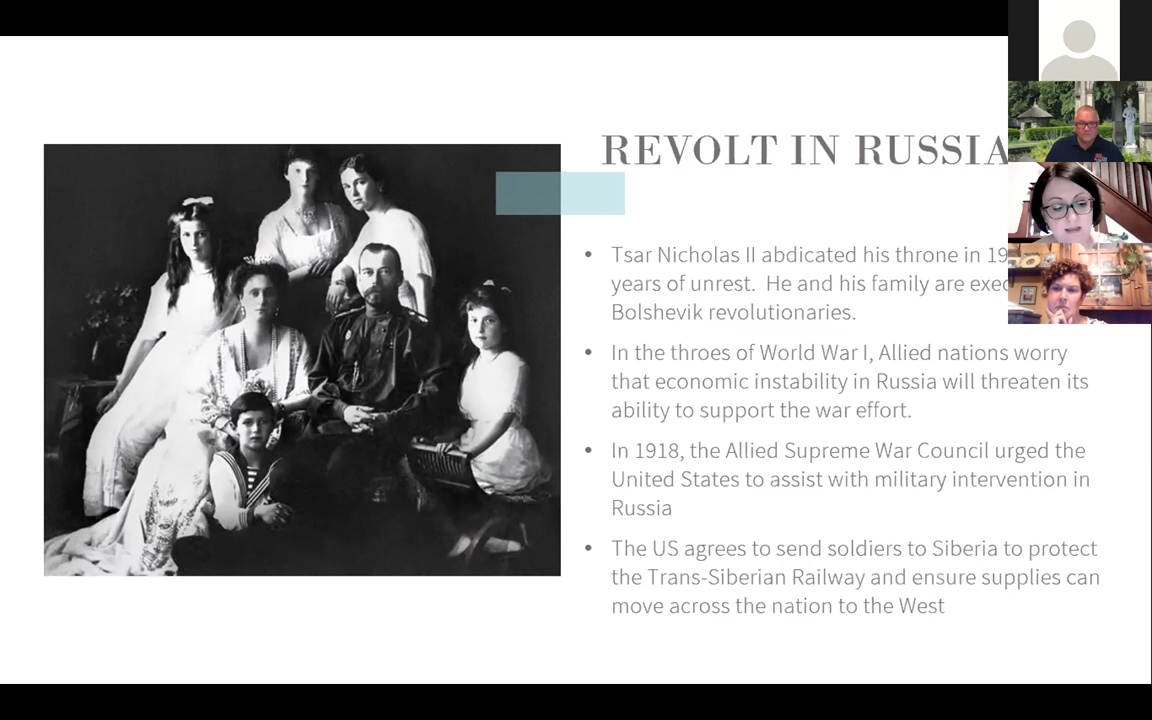 REVOLT IN RUSSIA
• Tsar Nicholas II abdicated his throne in 19
years of unrest. He and his family are exec
Bolshevik revolutionaries.
• In the throes of World War I, Allied nations worry
that economic instability in Russia will threaten its
ability to support the war effort.
• In 1918, the Allied Supreme War Council urged the
United States to assist with military intervention in
Russia
• The US agrees to send soldiers to Siberia to protect
the Trans-Siberian Railway and ensure supplies can
move across the nation to the West